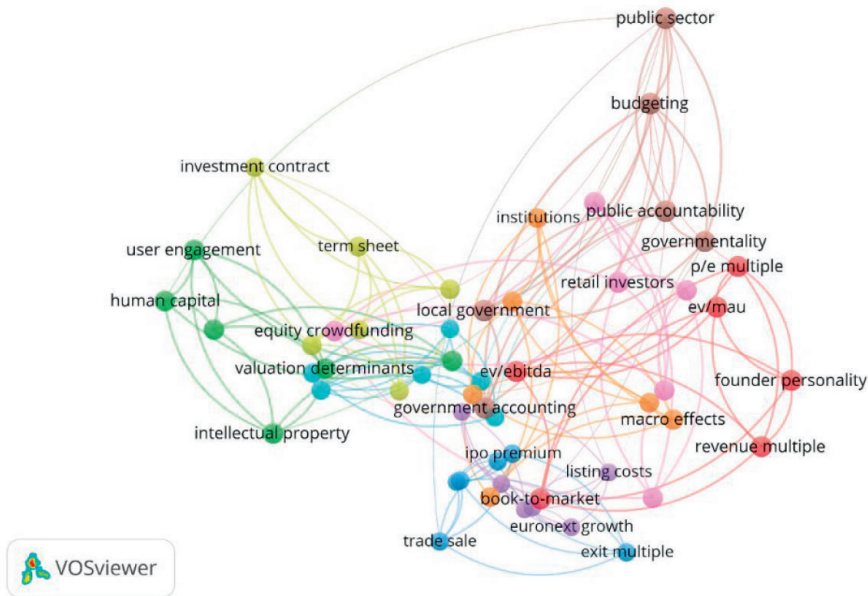 public sector
budgeting
investment contract
institutions
public accountability
user engagement
term sheet
governmentality
p/e multiple
retail investors
human capital
ev/mau
local government
equity crowdfunding
valuation determinants
ev/ebitda
founder personality
government accounting
macro effects
intellectual property
revenue multiple
ipo premium
listing costs
book-to-market
euronext growth
trade sale
exit multiple
VOSviewer